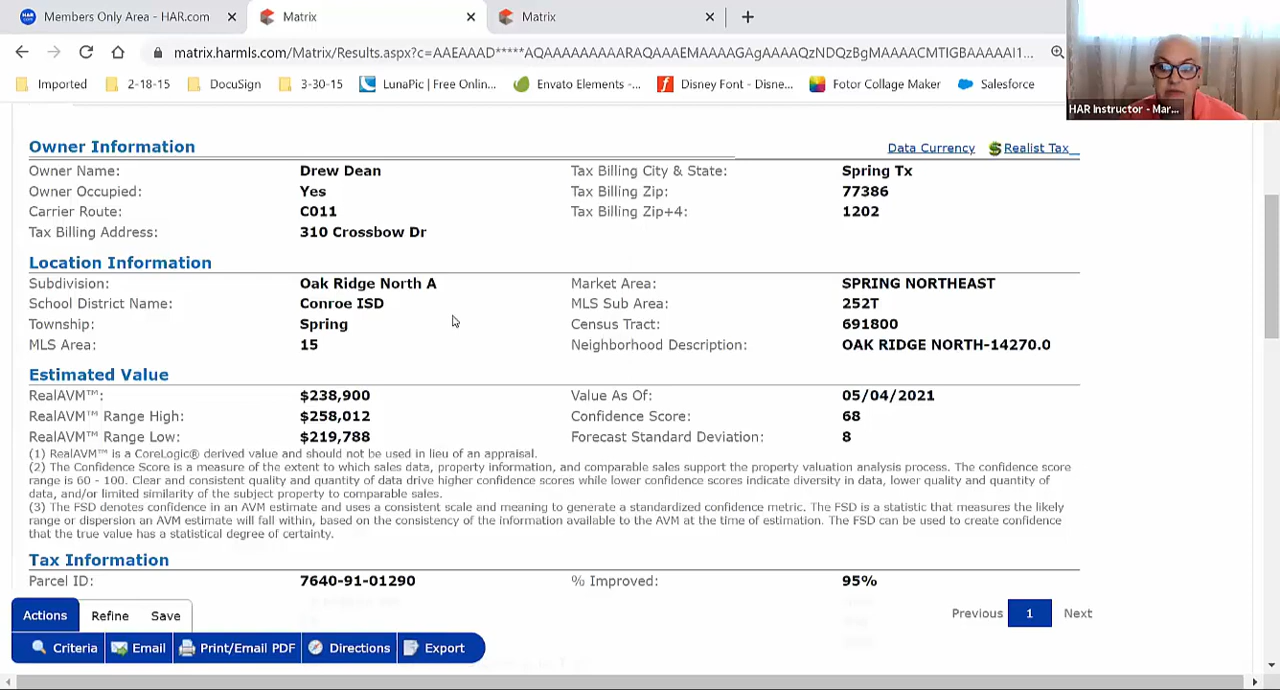 Members Only Area - HAR.com
Matrix
Matrix
matrix.harmls.com/Matrix/Results.aspx?c=AAEAAAD*****AQAAAAAAAAARAQAAAEMAAAAGAgAAAAQzNDQzBgMAAAACMTIGBAAAAAI1...
Imported 2-18-15 DocuSign 3-30-15 LunaPic | Free Onlin... Envato Elements -... Disney Font - Disne... Fotor Collage Maker Salesforce
HAR Instructor - Mar...
Owner Information Data Currency Realist Tax
Owner Name: Drew Dean Tax Billing City & State: Spring Tx
Owner Occupied: Yes Tax Billing Zip: 77386
Carrier Route: C011 Tax Billing Zip+4: 1202
Tax Billing Address: 310 Crossbow Dr
Location Information
Subdivision: Oak Ridge North A Market Area: SPRING NORTHEAST
School District Name: Conroe ISD MLS Sub Area: 252T
Township: Spring Census Tract: 691800
MLS Area: 15 Neighborhood Description: OAK RIDGE NORTH-14270.0
Estimated Value
RealAVM™: $238,900 Value As Of: 05/04/2021
RealAVM™ Range High: $258,012 Confidence Score: 68
RealAVM™ Range Low: $219,788 Forecast Standard Deviation: 8
(1) RealAVM™ is a CoreLogic® derived value and should not be used in lieu of an appraisal.
(2) The Confidence Score is a measure of the extent to which sales data, property information, and comparable sales support the property valuation analysis process. The confidence score
range is 60 - 100. Clear and consistent quality and quantity of data drive higher confidence scores while lower confidence scores indicate diversity in data, lower quality and quantity of
data, and/or limited similarity of the subject property to comparable sales.
(3) The FSD denotes confidence in an AVM estimate and uses a consistent scale and meaning to generate a standardized confidence metric. The FSD is a statistic that measures the likely
range or dispersion an AVM estimate will fall within, based on the consistency of the information available to the AVM at the time of estimation. The FSD can be used to create confidence
that the true value has a statistical degree of certainty.
Tax Information
Parcel ID: 7640-91-01290 % Improved: 95%
Actions Refine Save Previous 1 Next
Criteria Email Print/Email PDF Directions Export